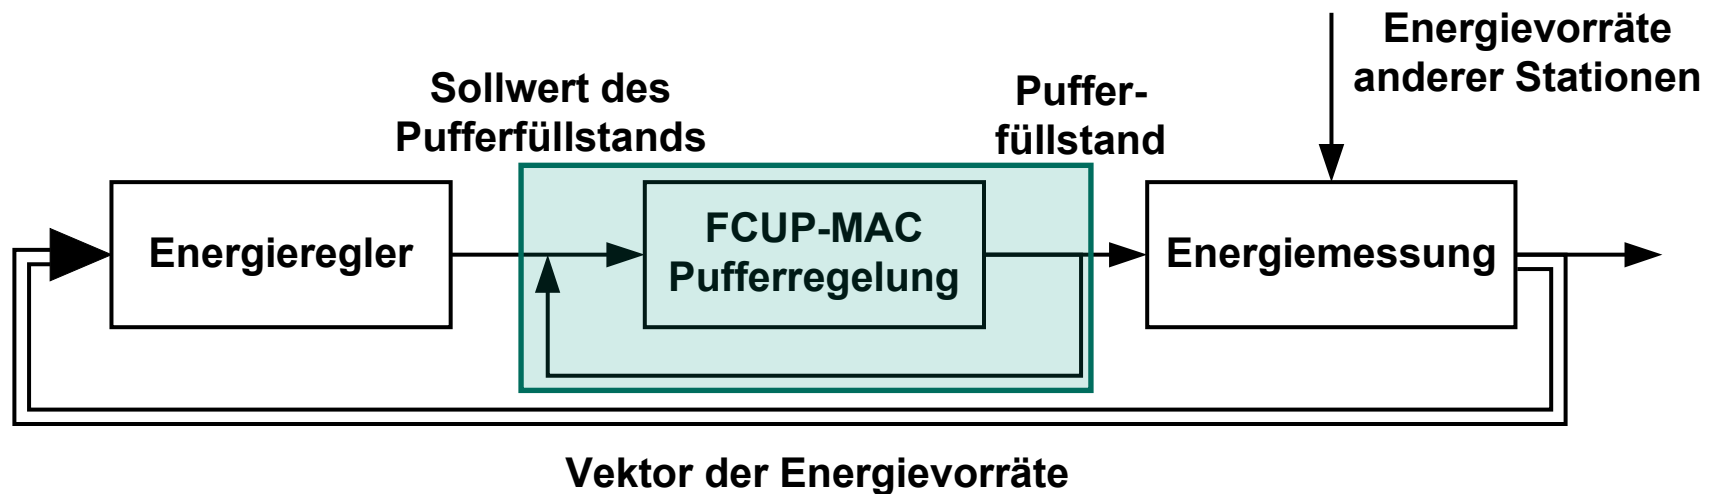 Energievorräte
anderer Stationen
Sollwert des
Pufferfüllstands
Puffer-
füllstand
Energieregler
FCUP-MAC
Pufferregelung
Energiemessung
Vektor der Energievorräte